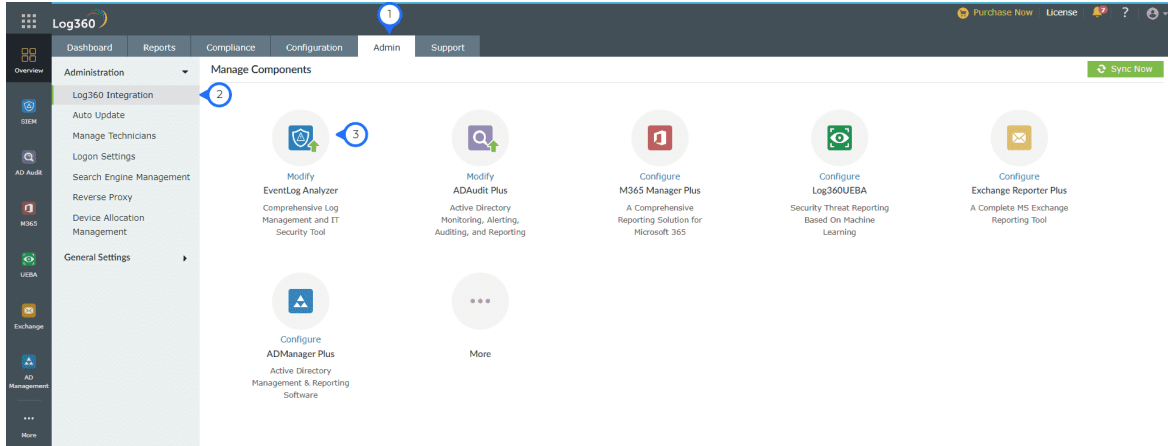 Log360
Purchase Now License 7 ?
1
Dashboard Reports Compliance Configuration Admin Support
Overview
SIEM
AD Audit
M365
UEBA
Exchange
AD
Management
More
Administration
Log360 Integration
2
Auto Update
Manage Technicians
Logon Settings
Search Engine Management
Reverse Proxy
Device Allocation
Management
General Settings
Manage Components
Sync Now
3
Modify
EventLog Analyzer
Comprehensive Log
Management and IT
Security Tool
Modify
ADAudit Plus
Active Directory
Monitoring, Alerting,
Auditing, and Reporting
Configure
M365 Manager Plus
A Comprehensive
Reporting Solution for
Microsoft 365
Configure
Log360UEBA
Security Threat Reporting
Based On Machine
Learning
Configure
Exchange Reporter Plus
A Complete MS Exchange
Reporting Tool
Configure
ADManager Plus
Active Directory
Management & Reporting
Software
More